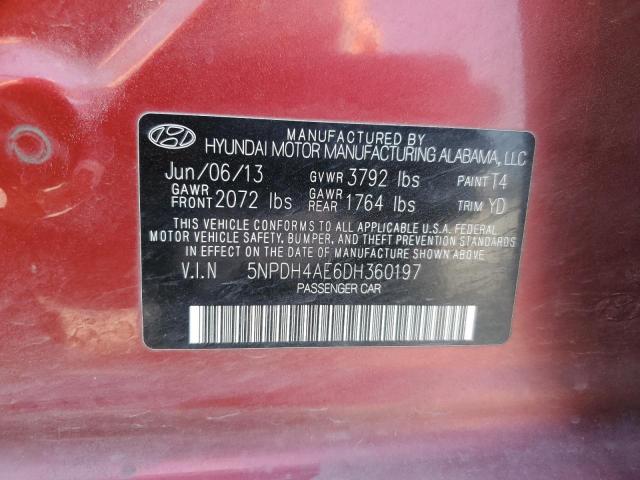 MANUFACTURED BY
HYUNDAI MOTOR MANUFACTURING ALABAMA, LLC
Jun/06/13 GVWR 3792 lbs PAINT T4
GAWR FRONT 2072 lbs GAWR REAR 1764 lbs TRIM YD
THIS VEHICLE CONFORMS TO ALL APPLICABLE U.S.A. FEDERAL
MOTOR VEHICLE SAFETY, BUMPER, AND THEFT PREVENTION STANDARDS
IN EFFECT ON THE DATE OF MANUFACTURE SHOWN ABOVE.
V.I.N 5NPDH4AE6DH360197
PASSENGER CAR